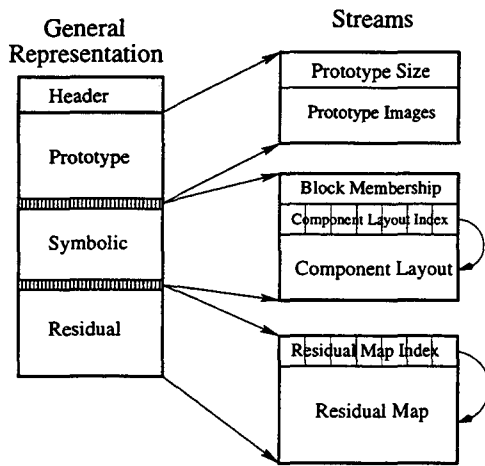 General
Representation
Header
Prototype
Symbolic
Residual
Streams
Prototype Size
Prototype Images
Block Membership
Component Layout Index
Component Layout
Residual Map Index
Residual Map